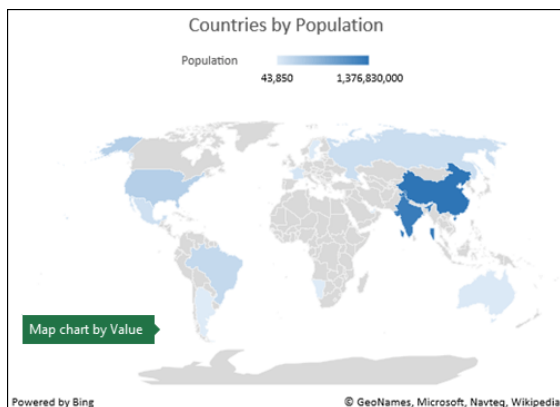 Countries by Population
Population
43,850 1,376,830,000
Map chart by Value
Powered by Bing
© GeoNames, Microsoft, Navteq, Wikipedia